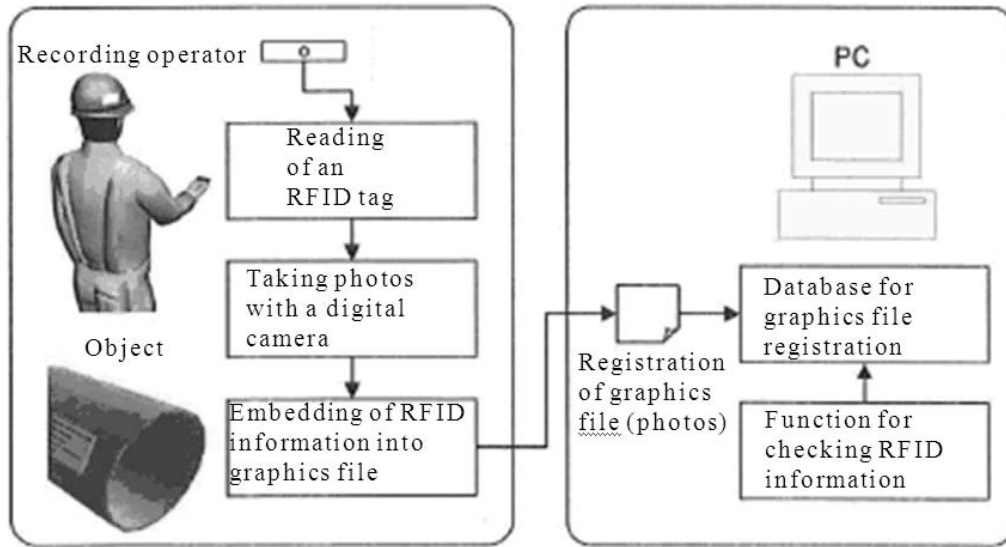 Recording operator
Reading
of an
RFID tag
Taking photos
with a digital
camera
Object
Embedding of RFID
information into
graphics file
PC
Database for
graphics file
registration
Registration
of graphics
file (photos)
Function for
checking RFID
information